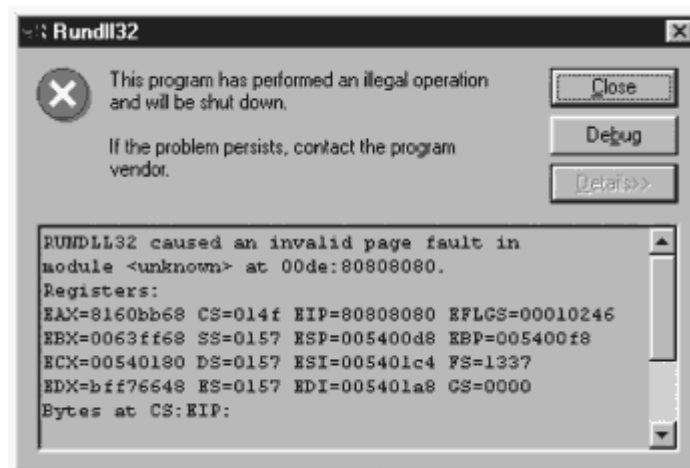 Rundll32
This program has performed an illegal operation
and will be shut down.
If the problem persists, contact the program
vendor.
Close
Debug
Details>>
RUNDLL32 caused an invalid page fault in
module <unknown> at 00de:80808080.
Registers:
EAX=8160bb68 CS=014f EIP=80808080 EFLGS=00010246
EBX=0063ff68 SS=0157 ESP=005400d8 EBP=005400f8
ECX=00540180 DS=0157 ESI=005401c4 FS=1337
EDX=bff76648 ES=0157 EDI=005401a8 GS=0000
Bytes at CS:EIP: